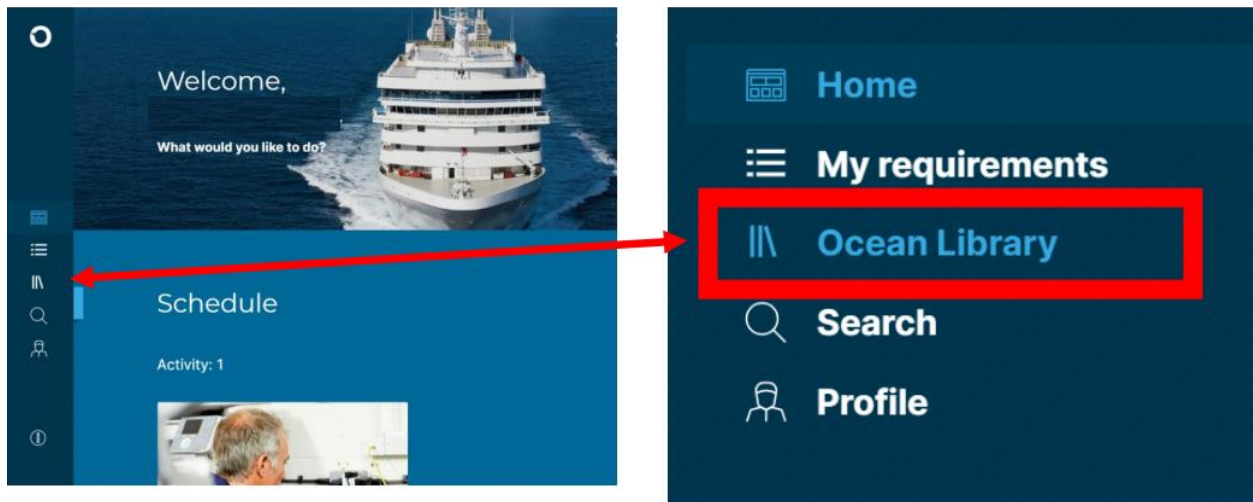 Welcome,
What would you like to do?
Schedule
Activity: 1
Home
My requirements
Ocean Library
Search
Profile